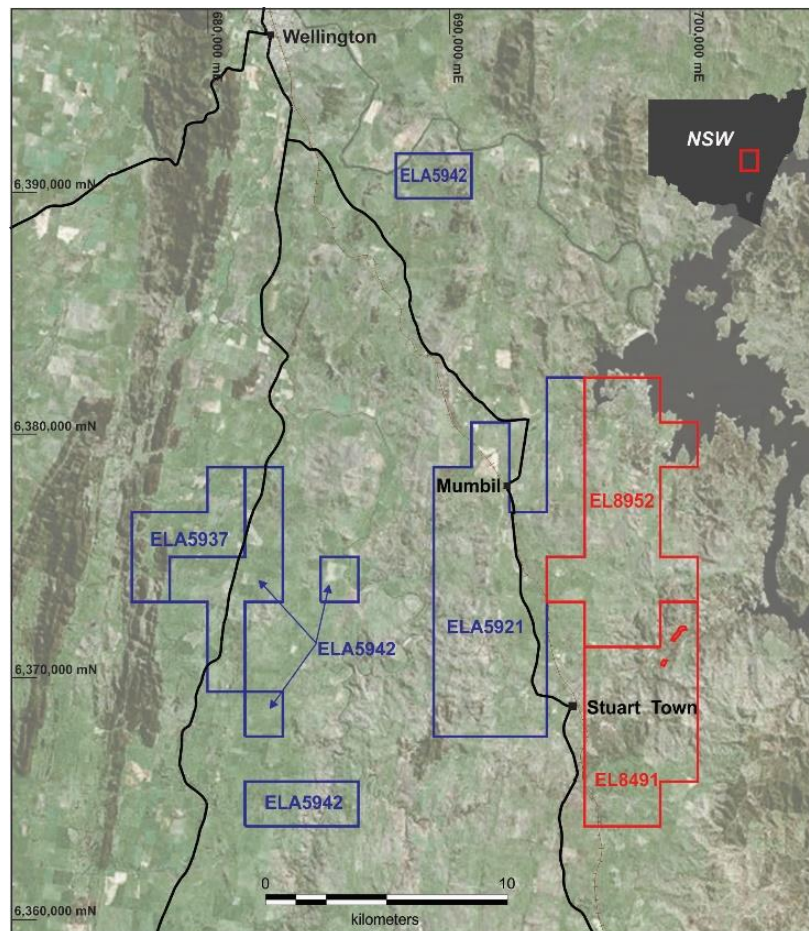 680,000 mE
690,000 mE
700,000 mE
Wellington
NSW
ELA5942
6,390,000 mN
6,380,000 mN
Mumbil
EL8952
ELA5937
ELA5921
ELA5942
6,370,000 mN
Stuart Town
EL8491
ELA5942
0
10
kilometers
6,360,000 mN